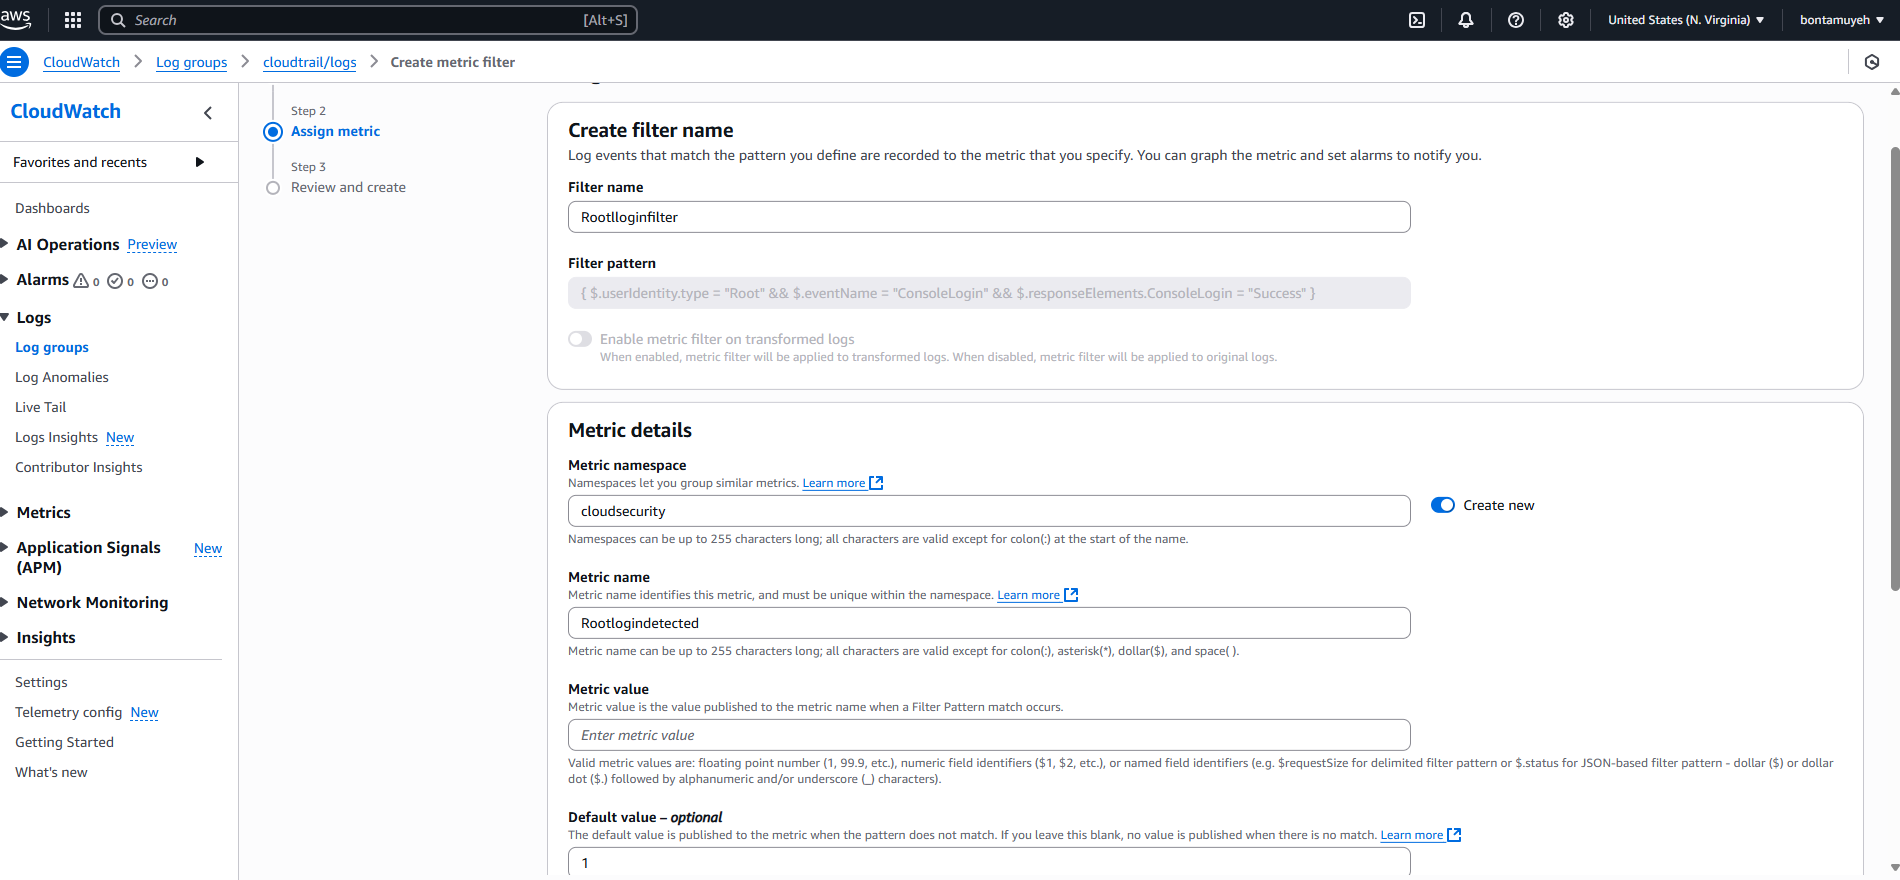 aws
Search
[Alt+S]
United States (N. Virginia)
bontamuyeh
CloudWatch
Log groups
cloudtrail/logs
Create metric filter
CloudWatch
Favorites and recents
Dashboards
AI Operations Preview
Alarms 0 0 0
Logs
Log groups
Log Anomalies
Live Tail
Logs Insights New
Contributor Insights
Metrics
Application Signals New
(APM)
Network Monitoring
Insights
Settings
Telemetry config New
Getting Started
What's new
Step 2
Assign metric
Step 3
Review and create
Create filter name
Log events that match the pattern you define are recorded to the metric that you specify. You can graph the metric and set alarms to notify you.
Filter name
Rootlloginfilter
Filter pattern
{ $.userIdentity.type = "Root" && $.eventName = "ConsoleLogin" && $.responseElements.ConsoleLogin = "Success" }
Enable metric filter on transformed logs
When enabled, metric filter will be applied to transformed logs. When disabled, metric filter will be applied to original logs.
Metric details
Metric namespace
Namespaces let you group similar metrics. Learn more
cloudsecurity
Create new
Namespaces can be up to 255 characters long; all characters are valid except for colon(:) at the start of the name.
Metric name
Metric name identifies this metric, and must be unique within the namespace. Learn more
Rootlogindetected
Metric name can be up to 255 characters long; all characters are valid except for colon(:), asterisk(*), dollar($), and space( ).
Metric value
Metric value is the value published to the metric name when a Filter Pattern match occurs.
Enter metric value
Valid metric values are: floating point number (1, 99.9, etc.), numeric field identifiers ($1, $2, etc.), or named field identifiers (e.g. $requestSize for delimited filter pattern or $.status for JSON-based filter pattern - dollar ($) or dollar
dot ($.) followed by alphanumeric and/or underscore (_) characters).
Default value – optional
The default value is published to the metric when the pattern does not match. If you leave this blank, no value is published when there is no match. Learn more
1